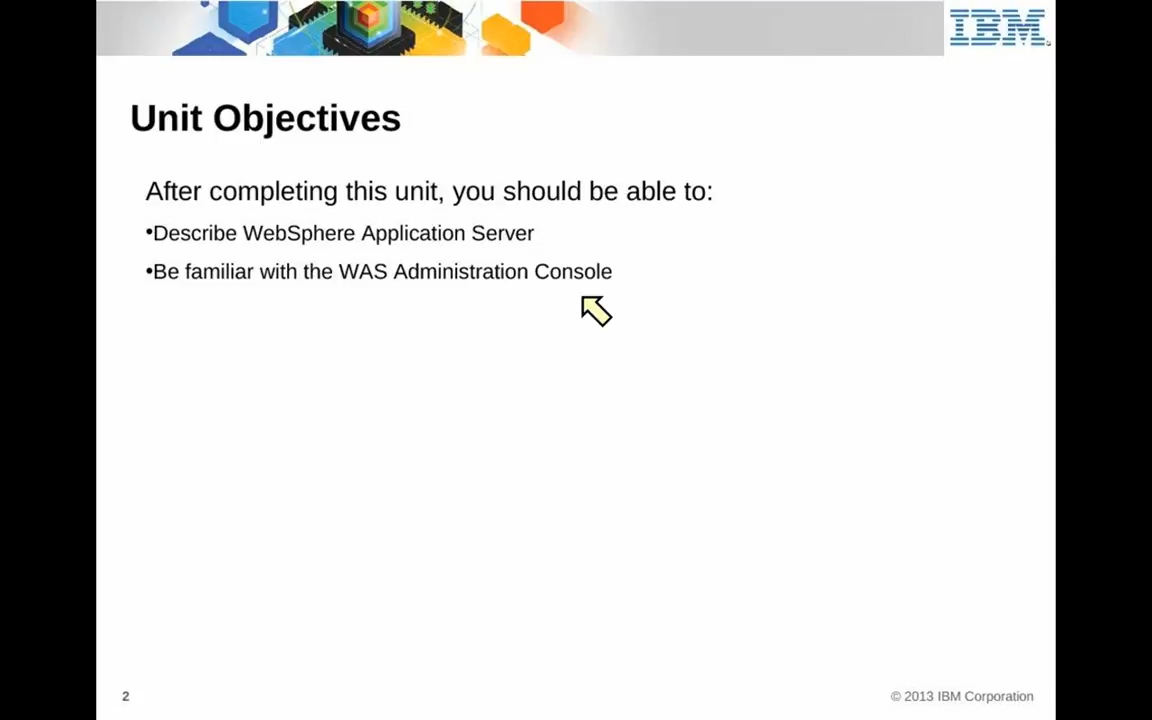 IBM
Unit Objectives
After completing this unit, you should be able to:
•Describe WebSphere Application Server
•Be familiar with the WAS Administration Console
2
© 2013 IBM Corporation